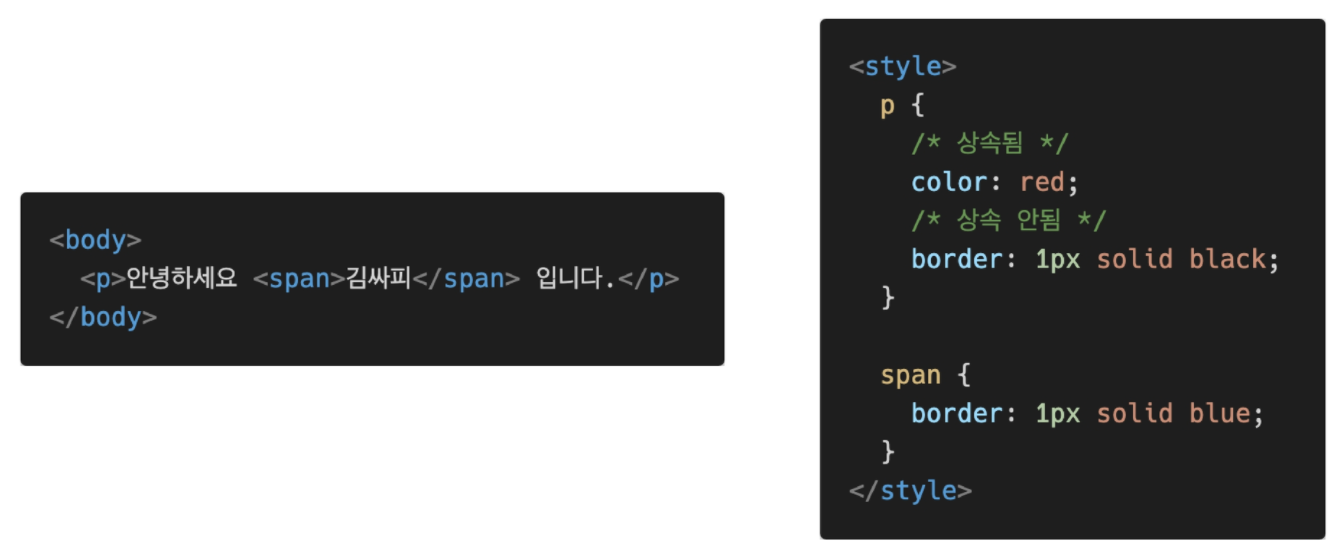 <body>
  <p>안녕하세요 <span>김싸피</span> 입니다.</p>
</body>
<style>
  p {
    /* 상속됨 */
    color: red;
    /* 상속 안됨 */
    border: 1px solid black;
  }

  span {
    border: 1px solid blue;
  }
</style>